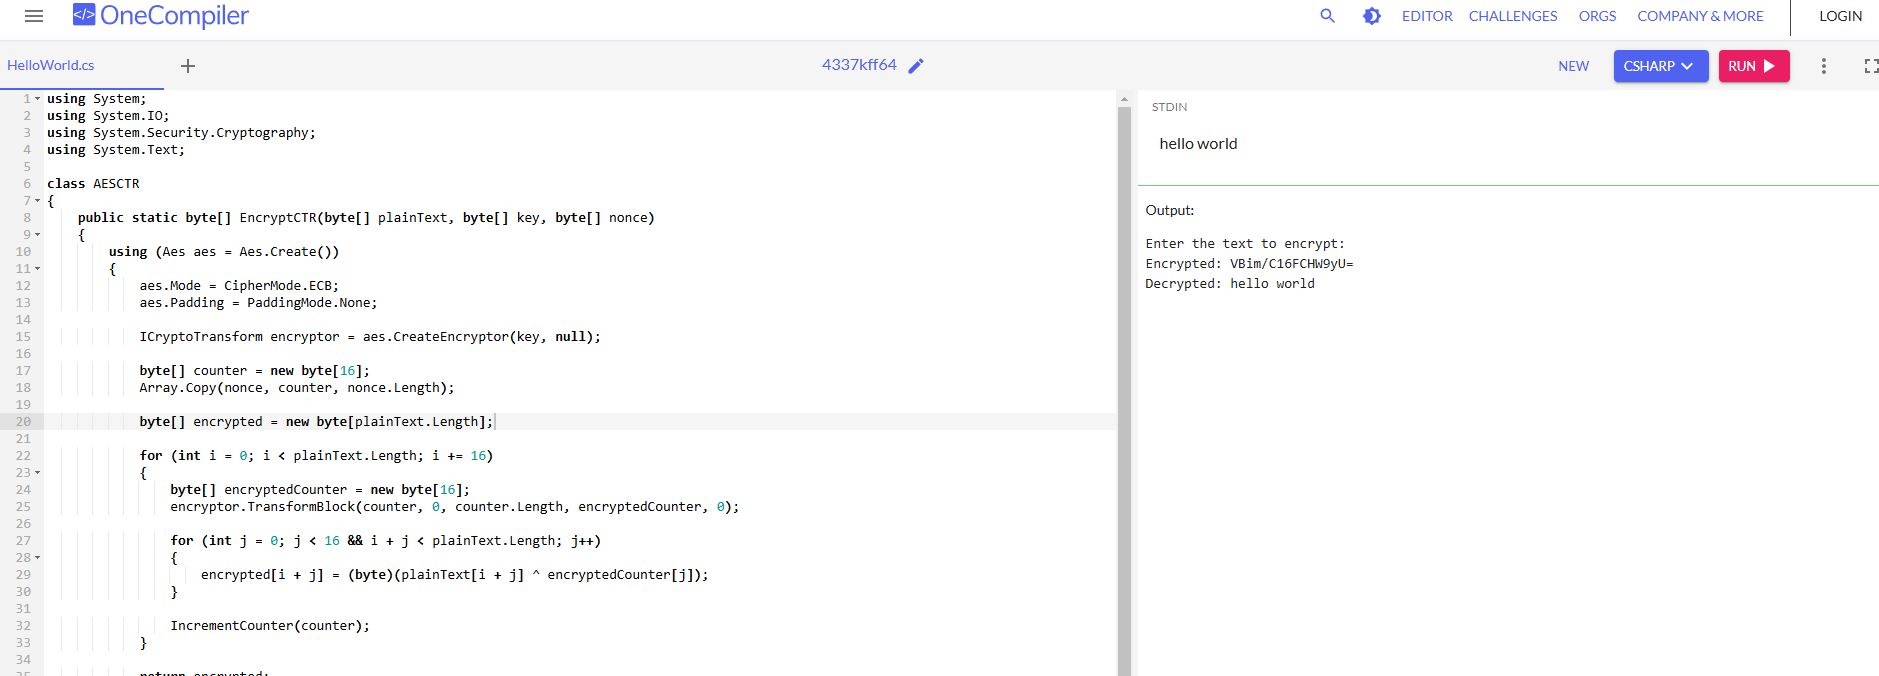 </> OneCompiler
EDITOR CHALLENGES ORGS COMPANY & MORE LOGIN
HelloWorld.cs + 4337kff64 NEW CSHARP RUN
1 using System;
2 using System.IO;
3 using System.Security.Cryptography;
4 using System.Text;
5
6 class AESCTR
7 {
8 public static byte[] EncryptCTR(byte[] plainText, byte[] key, byte[] nonce)
9 {
10 using (Aes aes = Aes.Create())
11 {
12 aes.Mode = CipherMode.ECB;
13 aes.Padding = PaddingMode.None;
14
15 ICryptoTransform encryptor = aes.CreateEncryptor(key, null);
16
17 byte[] counter = new byte[16];
18 Array.Copy(nonce, counter, nonce.Length);
19
20 byte[] encrypted = new byte[plainText.Length];
21
22 for (int i = 0; i < plainText.Length; i += 16)
23 {
24 byte[] encryptedCounter = new byte[16];
25 encryptor.TransformBlock(counter, 0, counter.Length, encryptedCounter, 0);
26
27 for (int j = 0; j < 16 && i + j < plainText.Length; j++)
28 {
29 encrypted[i + j] = (byte)(plainText[i + j] ^ encryptedCounter[j]);
30 }
31
32 IncrementCounter(counter);
33 }
34
35 return encrypted;
STDIN
hello world
Output:
Enter the text to encrypt:
Encrypted: VBim/C16FCHW9yU=
Decrypted: hello world